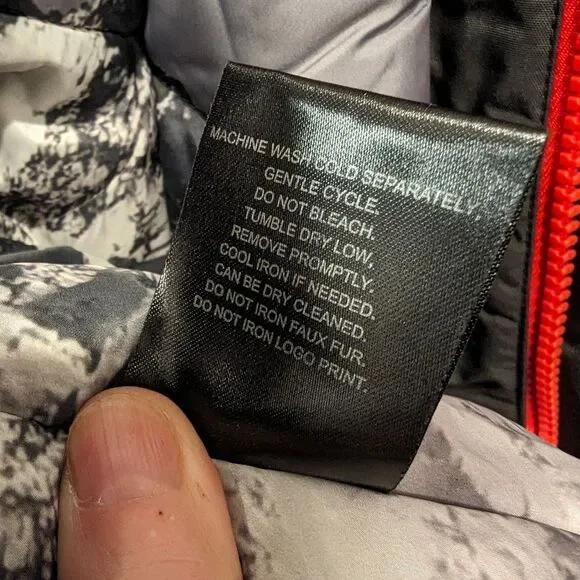 MACHINE WASH COLD SEPARATELY,
GENTLE CYCLE.
DO NOT BLEACH.
TUMBLE DRY LOW,
REMOVE PROMPTLY.
COOL IRON IF NEEDED.
CAN BE DRY CLEANED.
DO NOT IRON FAUX FUR.
DO NOT IRON LOGO PRINT.